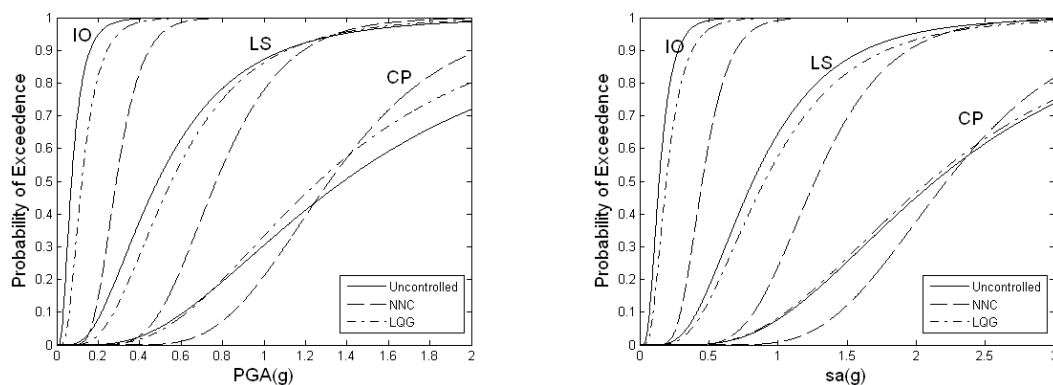 1
0.9
0.8
0.7
0.6
0.5
0.4
0.3
0.2
0.1
0
Probability of Exceedence
IO
LS
CP
Uncontrolled
NNC
LQG
0 0.2 0.4 0.6 0.8 1 1.2 1.4 1.6 1.8 2
PGA(g)
1
0.9
0.8
0.7
0.6
0.5
0.4
0.3
0.2
0.1
0
Probability of Exceedence
IO
LS
CP
Uncontrolled
NNC
LQG
0 0.5 1 1.5 2 2.5 3
sa(g)